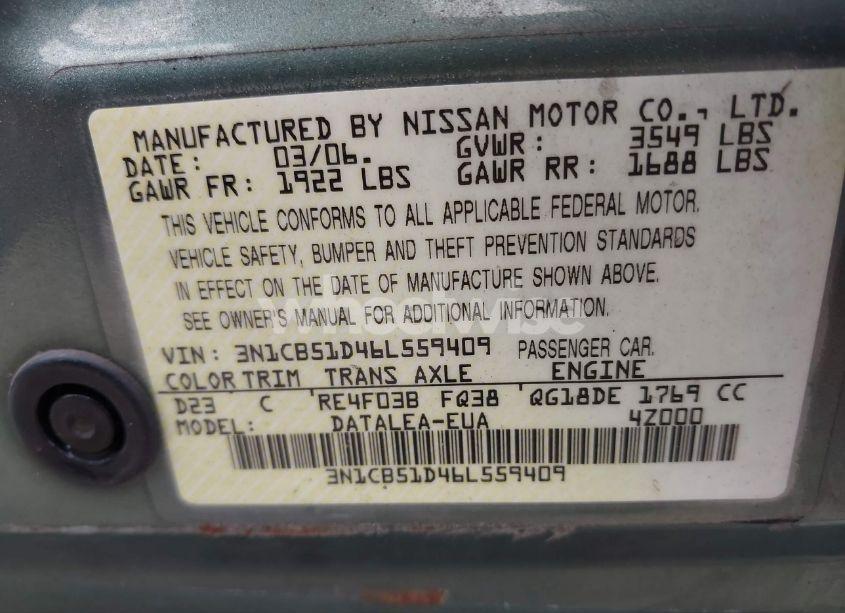 MANUFACTURED BY NISSAN MOTOR CO., LTD.
DATE: 03/06. GVWR: 3549 LBS
GAWR FR: 1922 LBS GAWR RR: 1688 LBS
THIS VEHICLE CONFORMS TO ALL APPLICABLE FEDERAL MOTOR.
VEHICLE SAFETY, BUMPER AND THEFT PREVENTION STANDARDS
IN EFFECT ON THE DATE OF MANUFACTURE SHOWN ABOVE.
SEE OWNER'S MANUAL FOR ADDITIONAL INFORMATION.
wheelwise
VIN: 3N1CB51D46L559409 PASSENGER CAR.
COLOR TRIM TRANS AXLE ENGINE
D23 C RE4F03B FQ38 QG18DE 1769 CC
MODEL: DATALEA-EUA 4Z000
3N1CB51D46L559409